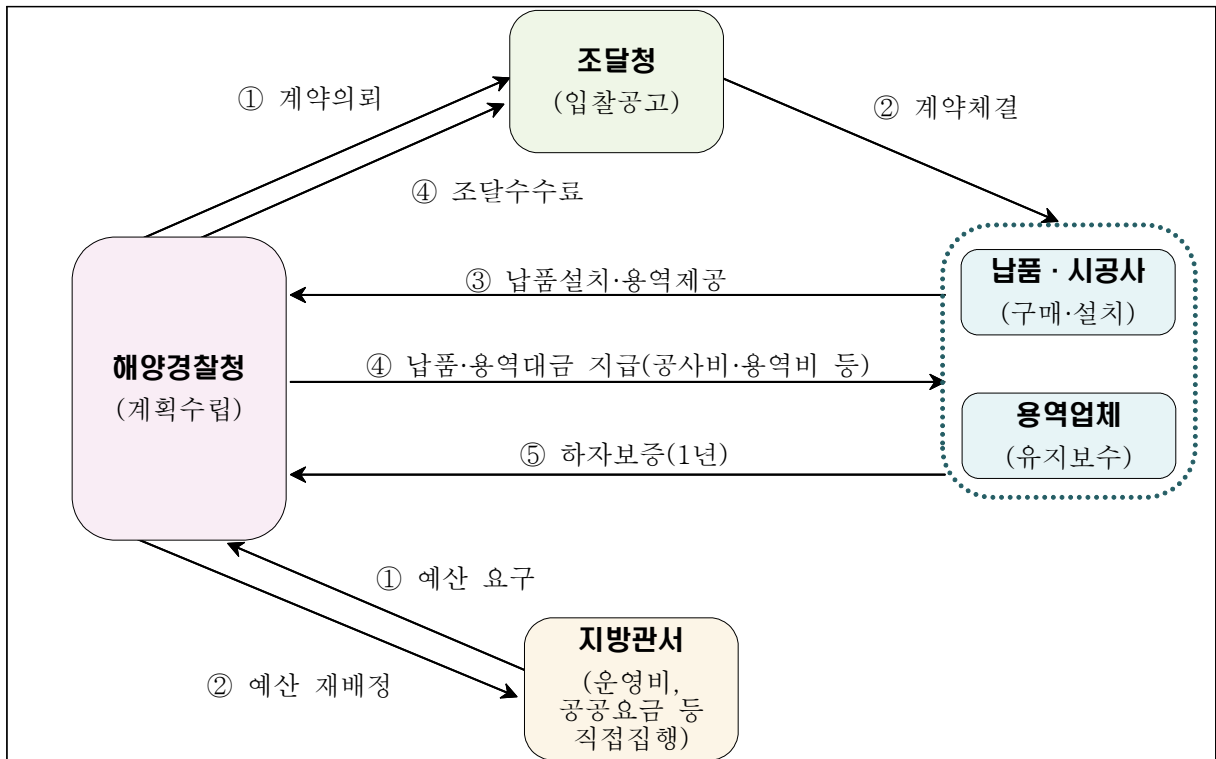 조달청
(입찰공고)
① 계약의뢰
② 계약체결
④ 조달수수료
납품 · 시공사
(구매·설치)
③ 납품설치·용역제공
해양경찰청
(계획수립)
④ 납품·용역대금 지급(공사비·용역비 등)
용역업체
(유지보수)
⑤ 하자보증(1년)
① 예산 요구
② 예산 재배정
지방관서
(운영비,
공공요금 등
직접집행)